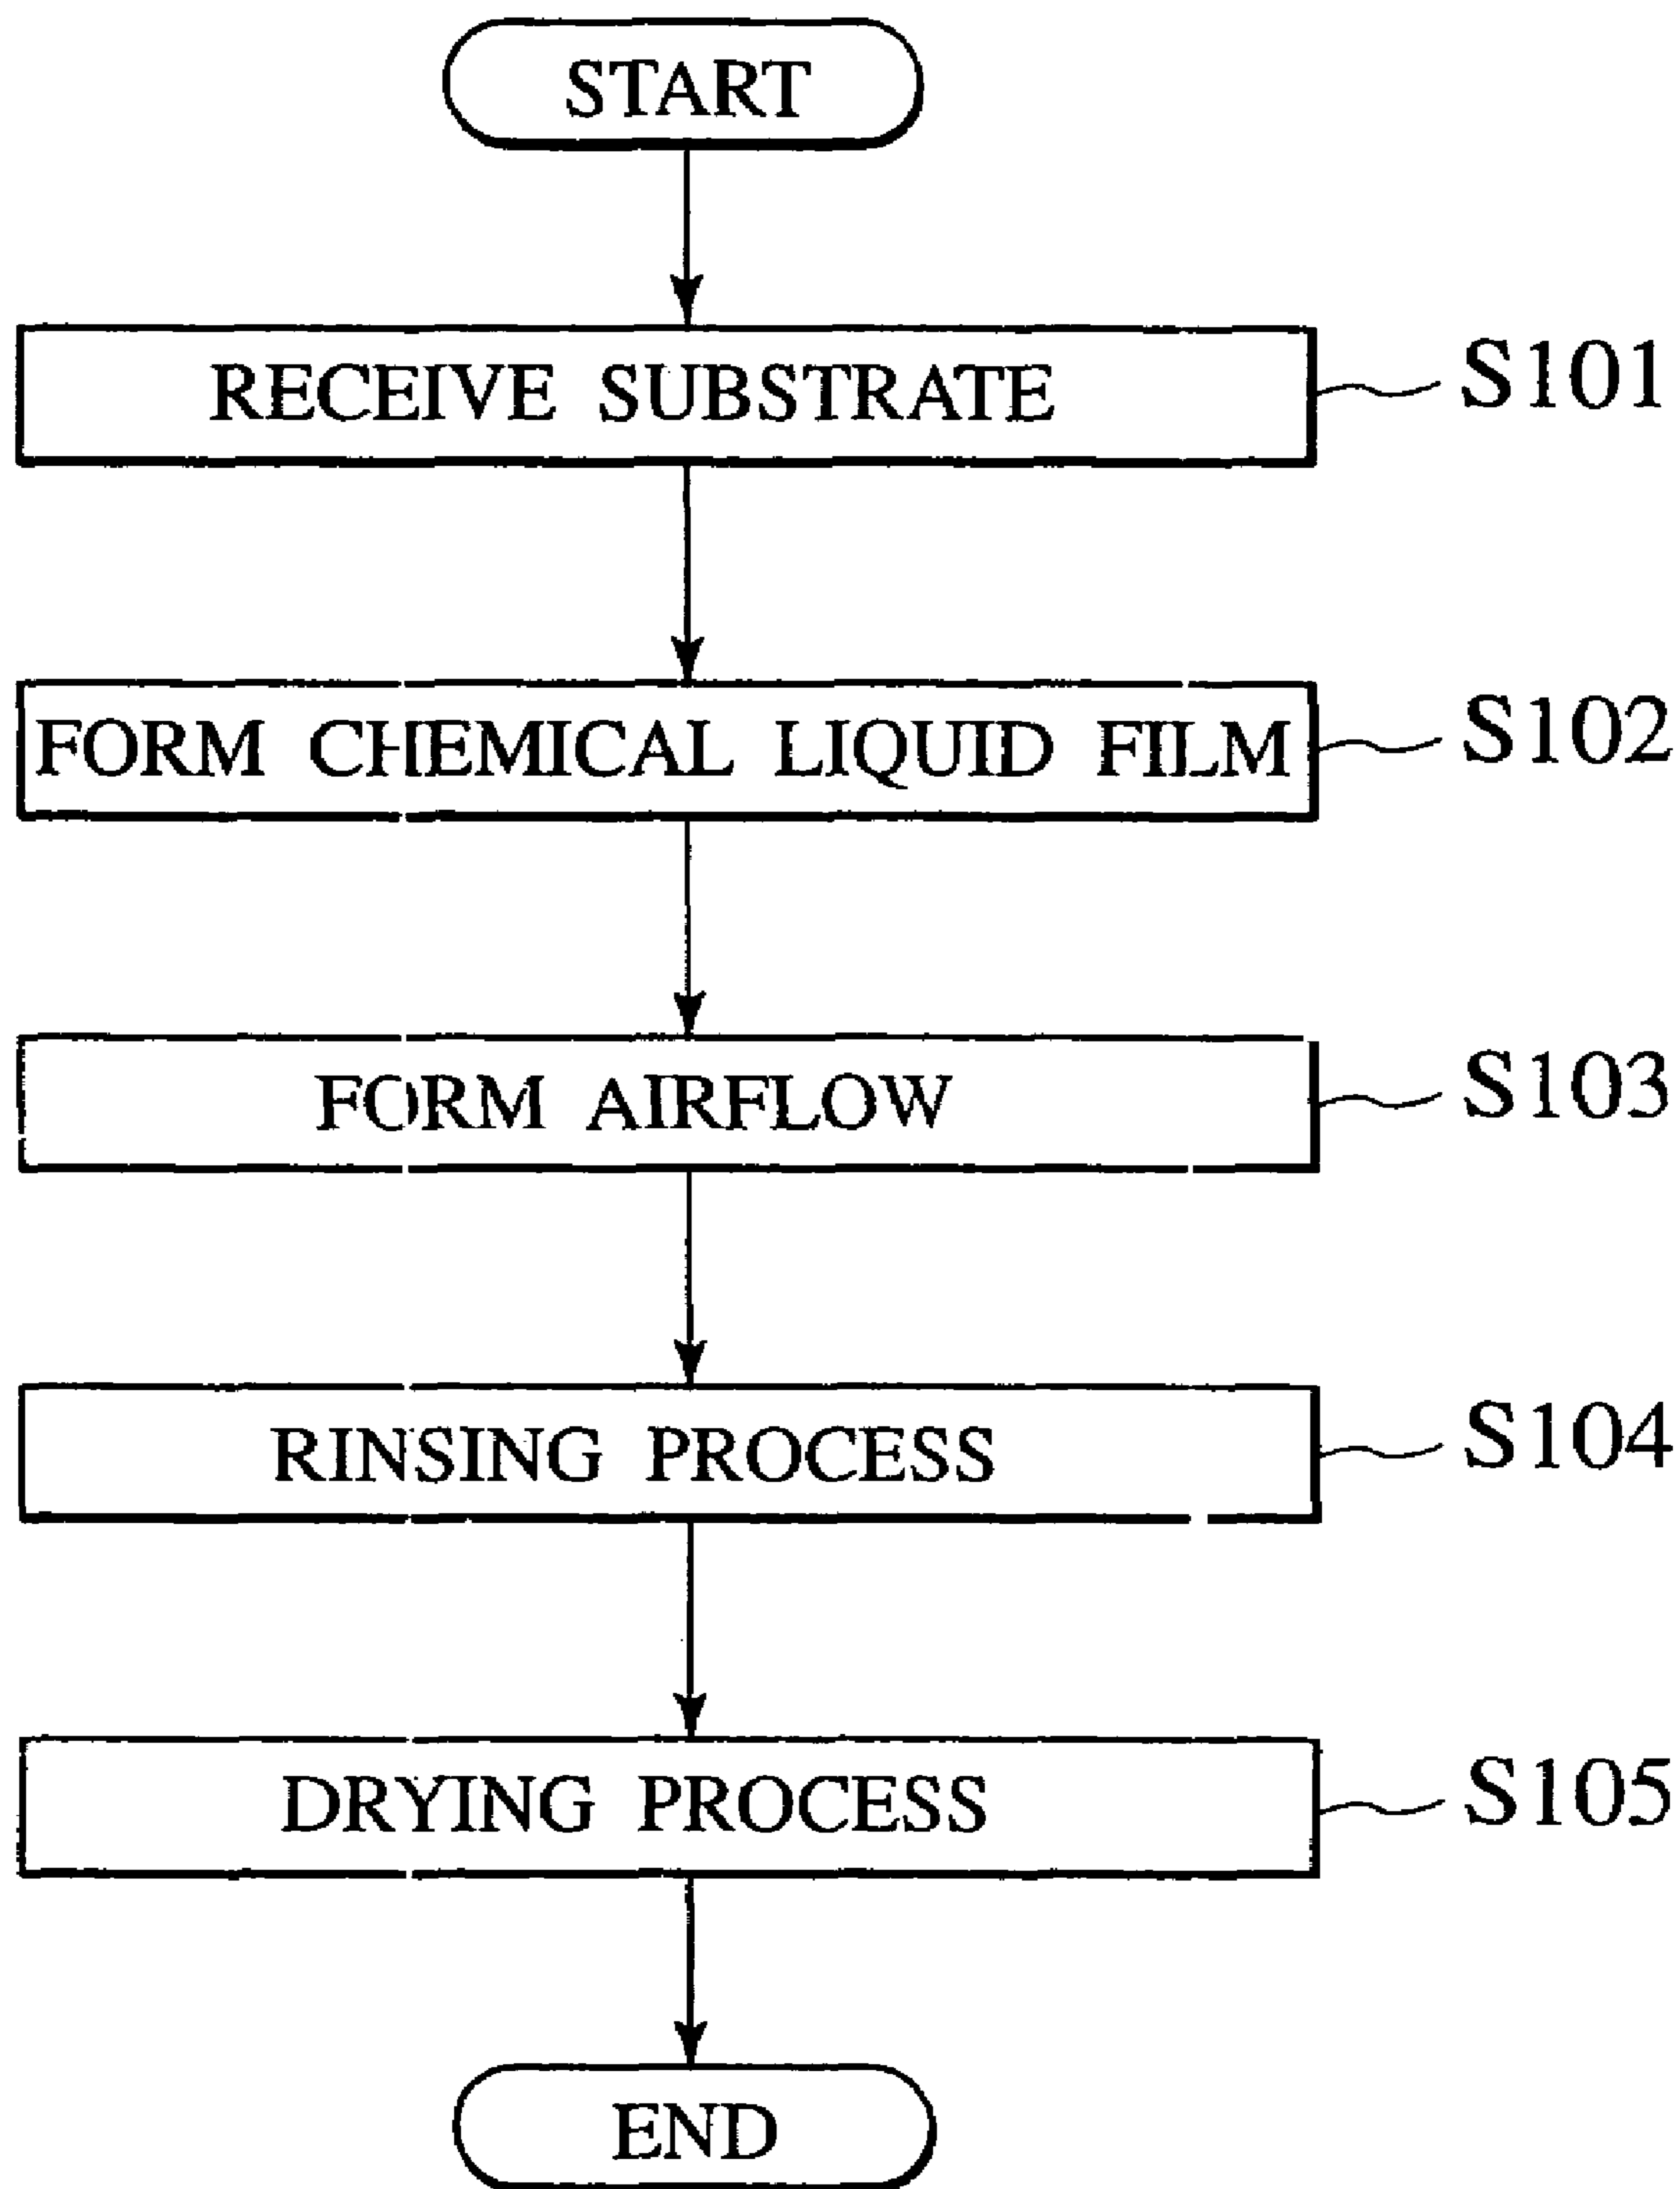 START
RECEIVE SUBSTRATE S101
FORM CHEMICAL LIQUID FILM S102
FORM AIRFLOW S103
RINSING PROCESS S104
DRYING PROCESS S105
END